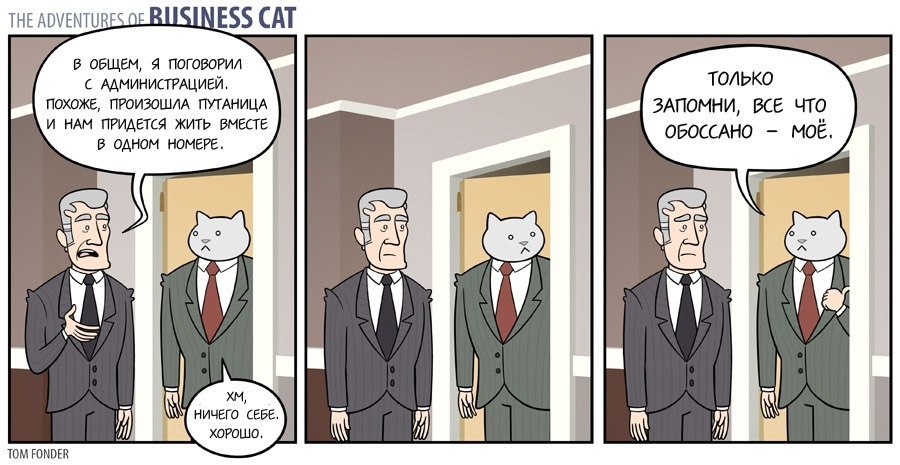 THE ADVENTURES OF BUSINESS CAT
В ОБЩЕМ, Я ПОГОВОРИЛ
С АДМИНИСТРАЦИЕЙ.
ПОХОЖЕ, ПРОИЗОШЛА ПУТАНИЦА
И НАМ ПРИДЕТСЯ ЖИТЬ ВМЕСТЕ
В ОДНОМ НОМЕРЕ.
ХМ,
НИЧЕГО СЕБЕ.
ХОРОШО.
ТОЛЬКО
ЗАПОМНИ, ВСЕ ЧТО
ОБОССАНО – МОЁ.
TOM FONDER